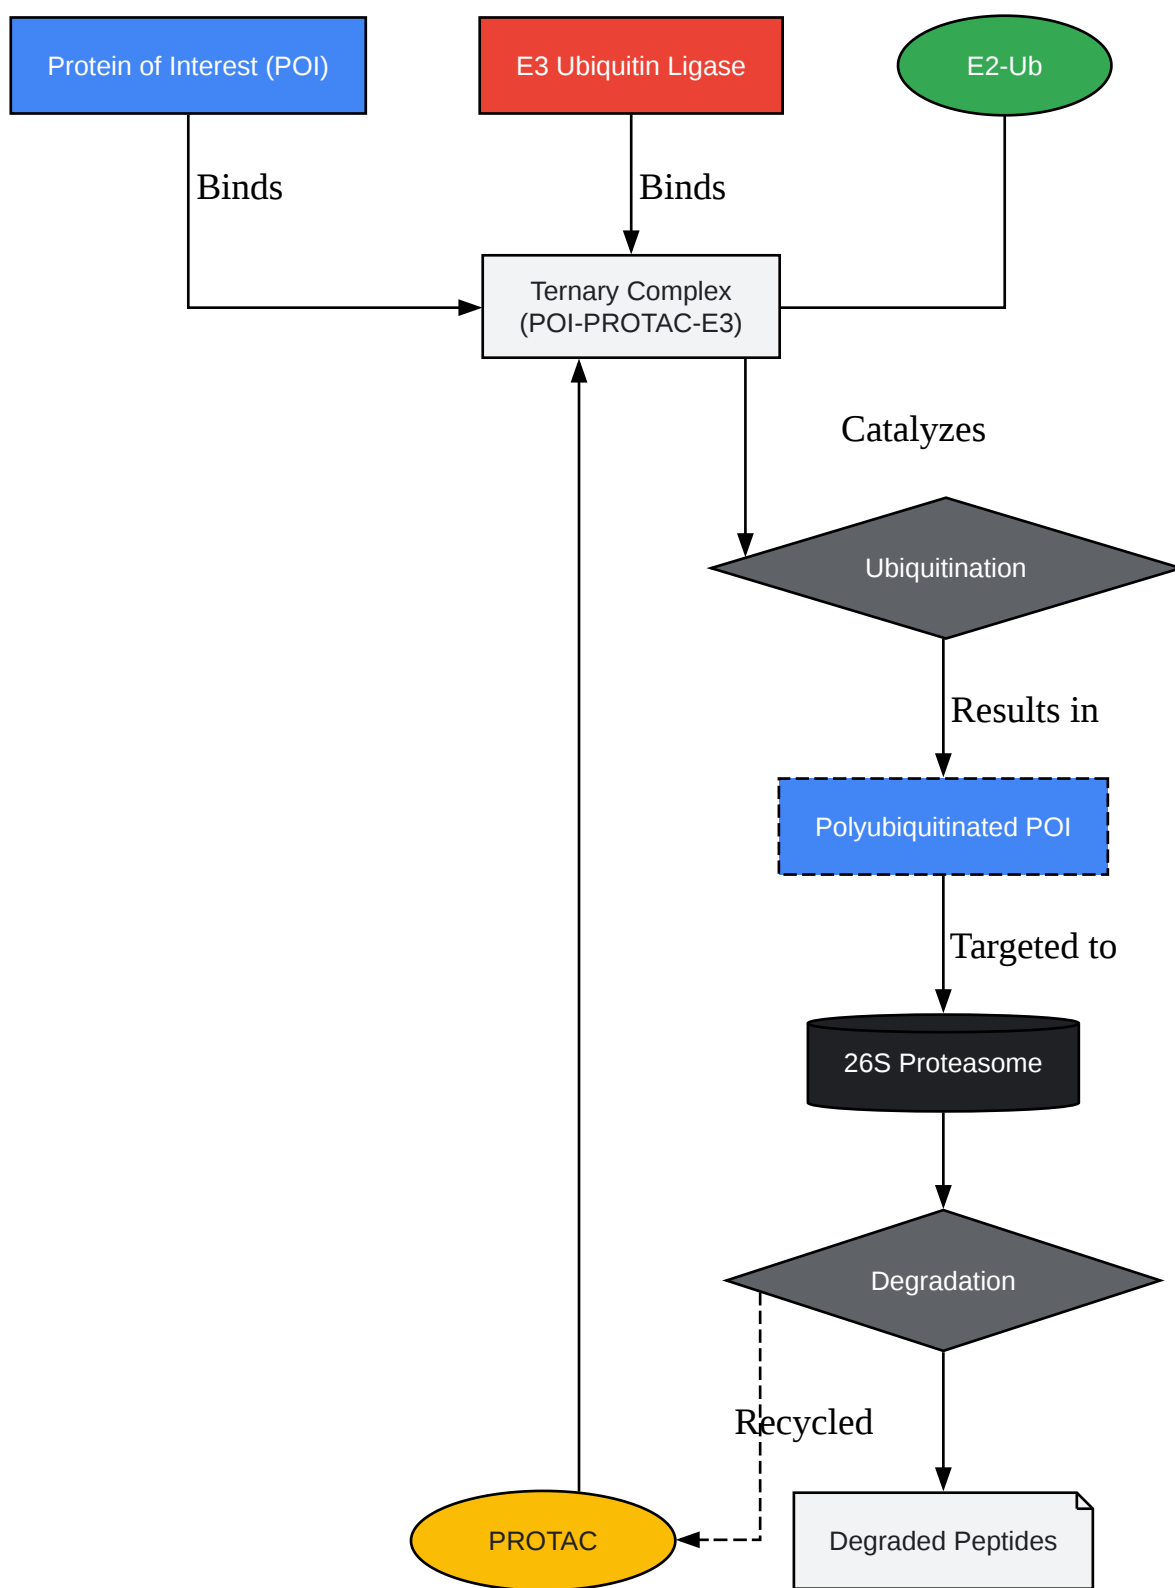 Protein of Interest (POI)
E3 Ubiquitin Ligase
E2-Ub
Binds
Binds
Ternary Complex
(POI-PROTAC-E3)
Catalyzes
Ubiquitination
Results in
Polyubiquitinated POI
Targeted to
26S Proteasome
Degradation
Recycled
PROTAC
Degraded Peptides